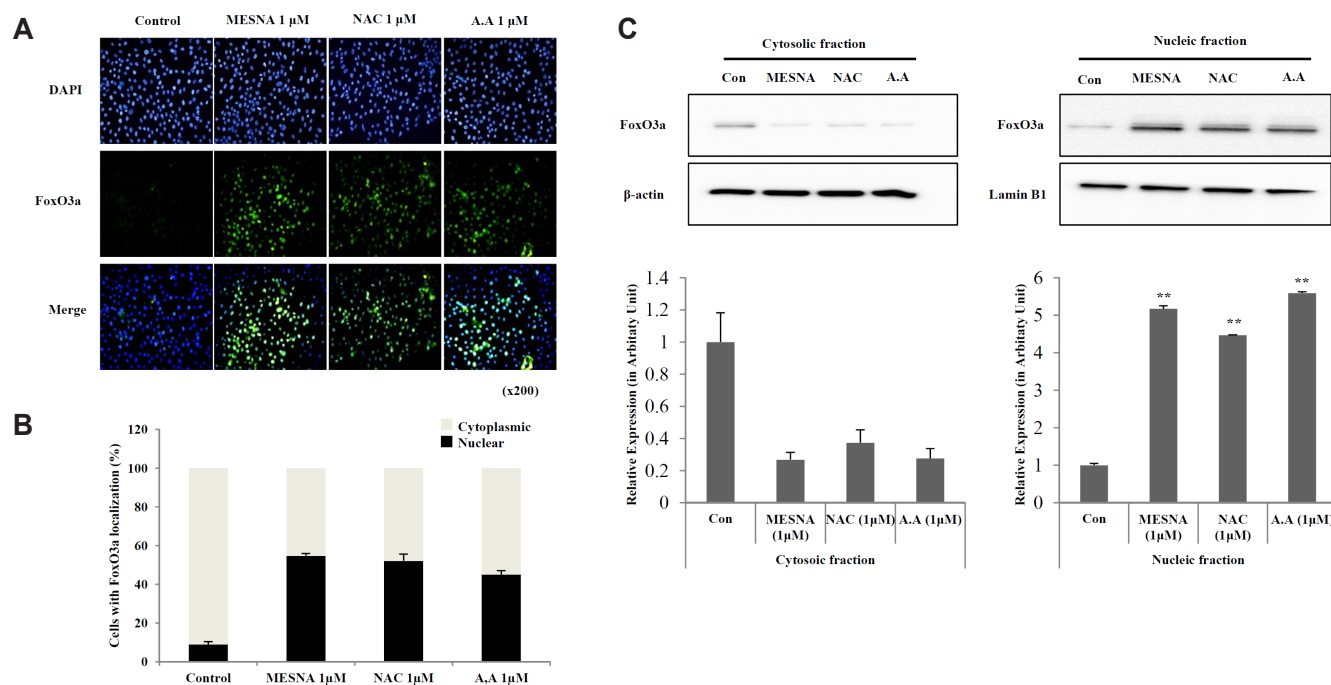 A
Control MESNA 1 µM NAC 1 µM A.A 1 µM
DAPI
FoxO3a
Merge
(x200)
B
Cells with FoxO3a localization (%)
120
100
80
60
40
20
0
Cytoplasmic
Nuclear
Control MESNA 1µM NAC 1µM A,A 1µM
C
Cytosolic fraction
Con MESNA NAC A.A
FoxO3a
β-actin
Nucleic fraction
Con MESNA NAC A.A
FoxO3a
Lamin B1
Relative Expression (in Arbitaty Unit)
1.4
1.2
1
0.8
0.6
0.4
0.2
0
Con MESNA (1µM) NAC (1µM) A.A (1µM)
Cytosoic fraction
Relative Expression (in Arbitaty Unit)
6
5
4
3
2
1
0
** ** **
Con MESNA (1µM) NAC (1µM) A.A (1µM)
Nucleic fraction